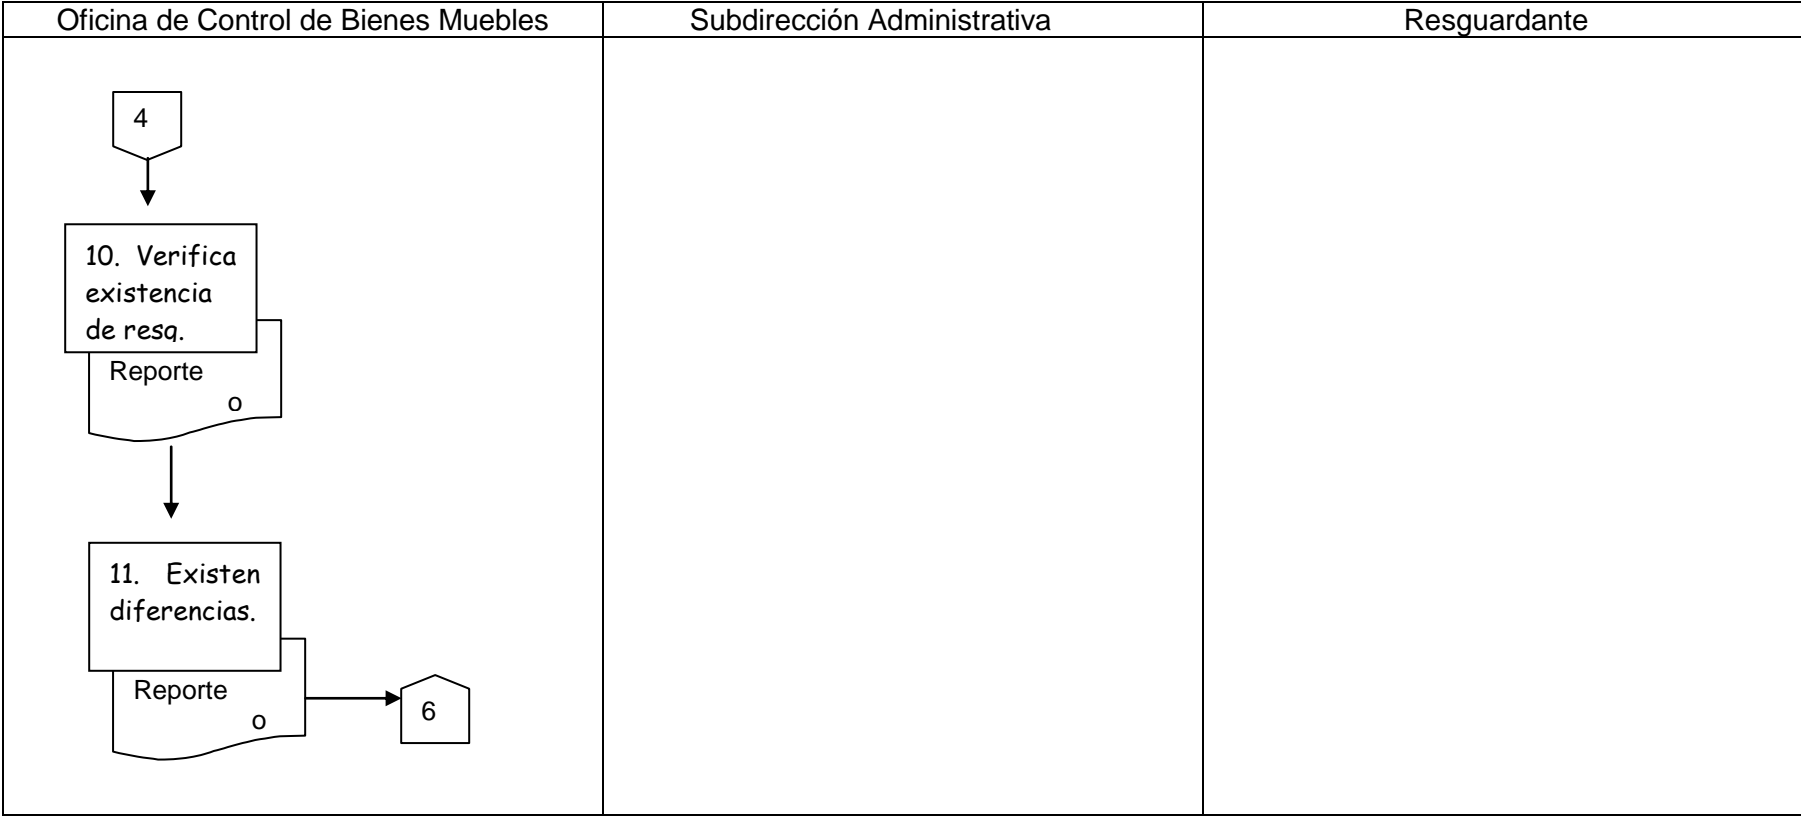 Oficina de Control de Bienes Muebles
Subdirección Administrativa
Resguardante
4
10. Verifica
existencia
de resg.
Reporte
o
11. Existen
diferencias.
Reporte
o
6